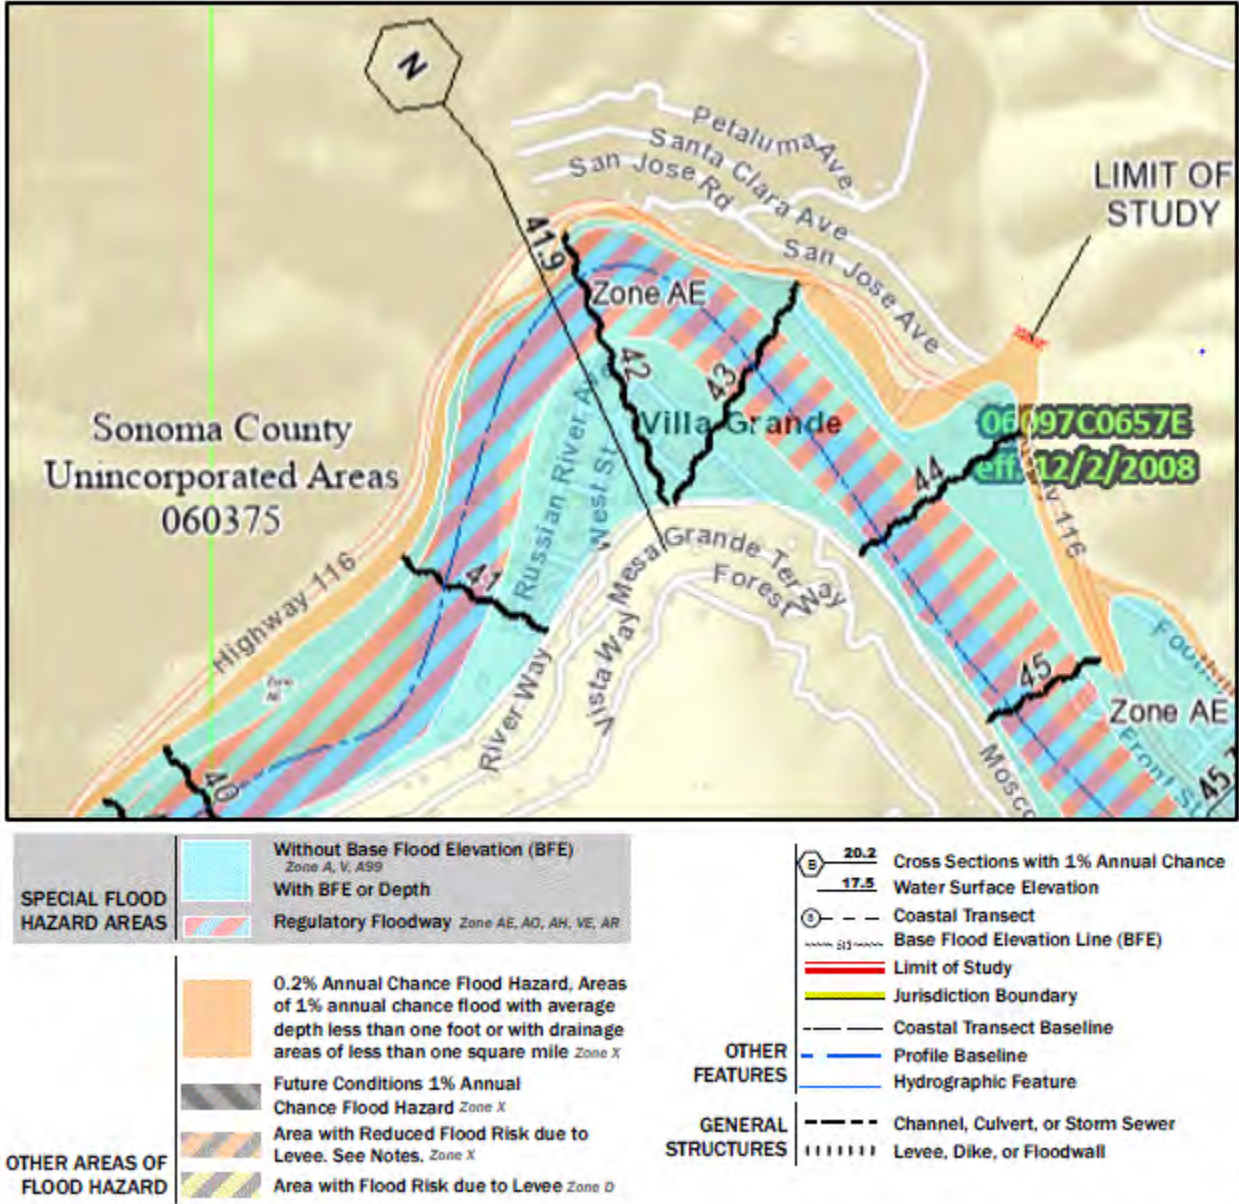 N
Petaluma Ave
Santa Clara Ave
San Jose Rd
San Jose Ave
LIMIT OF
STUDY
41.9
Zone AE
42
43
Villa Grande
06097C0657E
eff. 12/2/2008
44
Sonoma County
Unincorporated Areas
060375
Russian River Av
West St
Highway 116
41
Mesa Grande Ter
Forest Way
Vista Way
River Way
Zone
AE
40
45
Zone AE
Front St
Mosco
SPECIAL FLOOD
HAZARD AREAS
Without Base Flood Elevation (BFE)
Zone A, V, A99
With BFE or Depth
Regulatory Floodway Zone AE, AO, AH, VE, AR
0.2% Annual Chance Flood Hazard, Areas
of 1% annual chance flood with average
depth less than one foot or with drainage
areas of less than one square mile Zone X
Future Conditions 1% Annual
Chance Flood Hazard Zone X
Area with Reduced Flood Risk due to
Levee. See Notes. Zone X
OTHER AREAS OF
FLOOD HAZARD
Area with Flood Risk due to Levee Zone D
B 20.2 Cross Sections with 1% Annual Chance
17.5 Water Surface Elevation
8 Coastal Transect
513 Base Flood Elevation Line (BFE)
Limit of Study
Jurisdiction Boundary
Coastal Transect Baseline
OTHER
FEATURES
Profile Baseline
Hydrographic Feature
GENERAL
STRUCTURES
Channel, Culvert, or Storm Sewer
Levee, Dike, or Floodwall